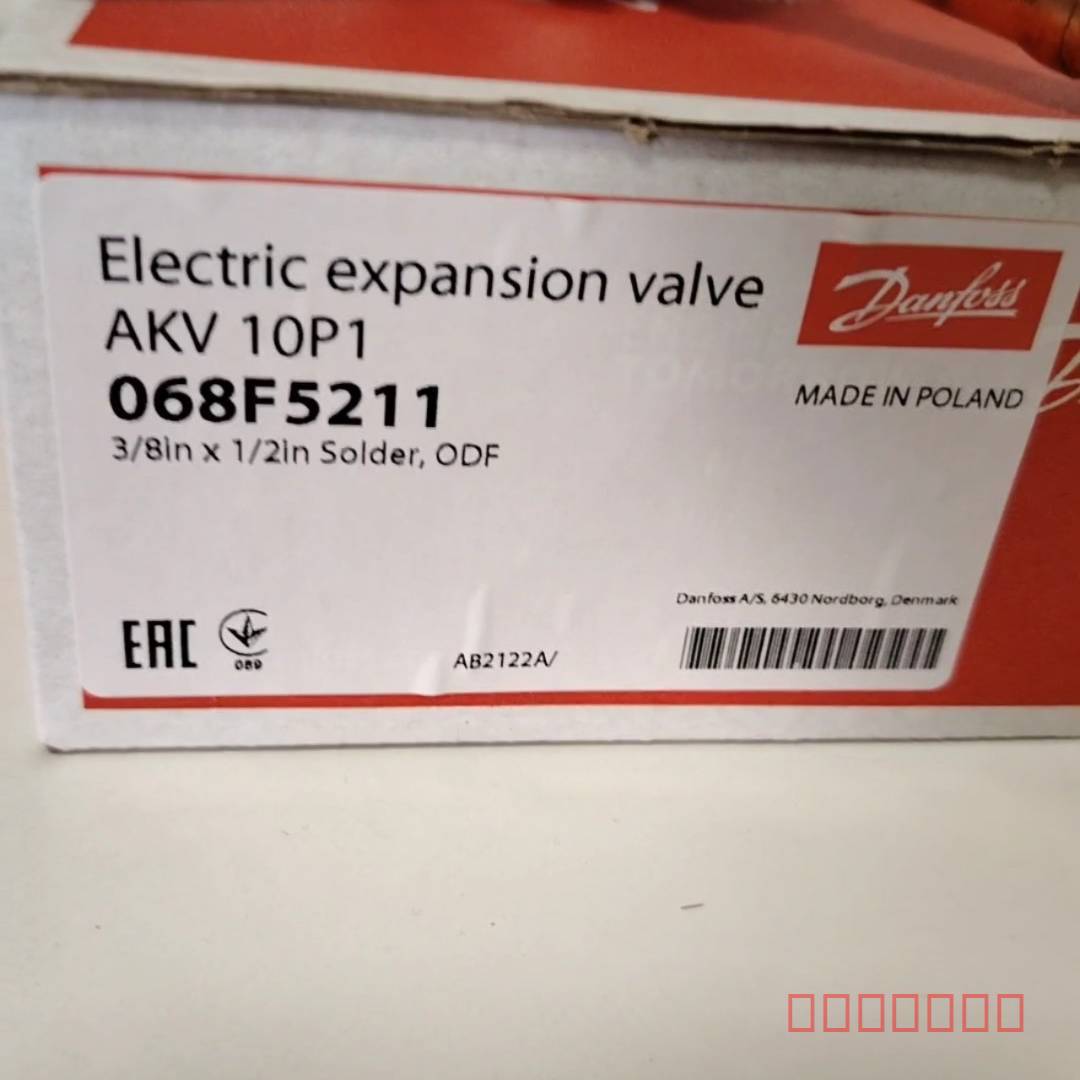 Electric expansion valve
AKV 10P1
068F5211
3/8in x 1/2in Solder, ODF
Danfoss
MADE IN POLAND
Danfoss A/S, 6430 Nordborg, Denmark
EAC
089
AB2122A/